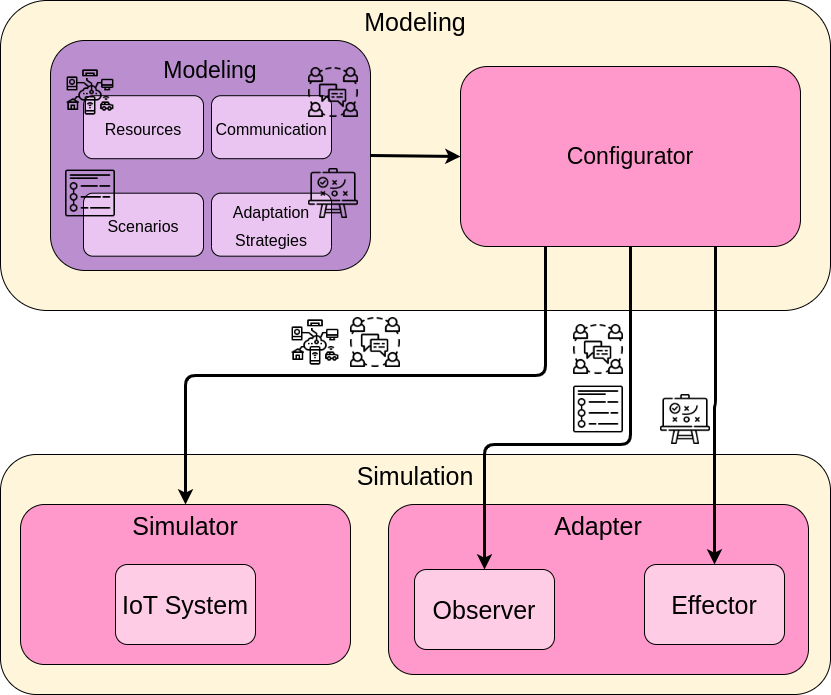 Modeling
Modeling
Resources
Communication
Scenarios
Adaptation
Strategies
Configurator
Simulation
Simulator
IoT System
Adapter
Observer
Effector